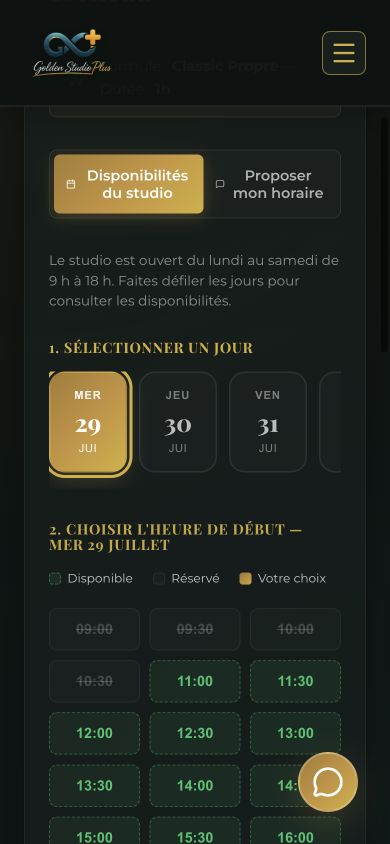 Golden Studio Plus
Formule Classic Propre —
Durée 1h
Disponibilités
du studio
Proposer
mon horaire
Le studio est ouvert du lundi au samedi de
9 h à 18 h. Faites défiler les jours pour
consulter les disponibilités.
1. SÉLECTIONNER UN JOUR
MER
29
JUI
JEU
30
JUI
VEN
31
JUI
2. CHOISIR L'HEURE DE DÉBUT —
MER 29 JUILLET
Disponible Réservé Votre choix
09:00 09:30 10:00
10:30 11:00 11:30
12:00 12:30 13:00
13:30 14:00 14:
15:00 15:30 16:00